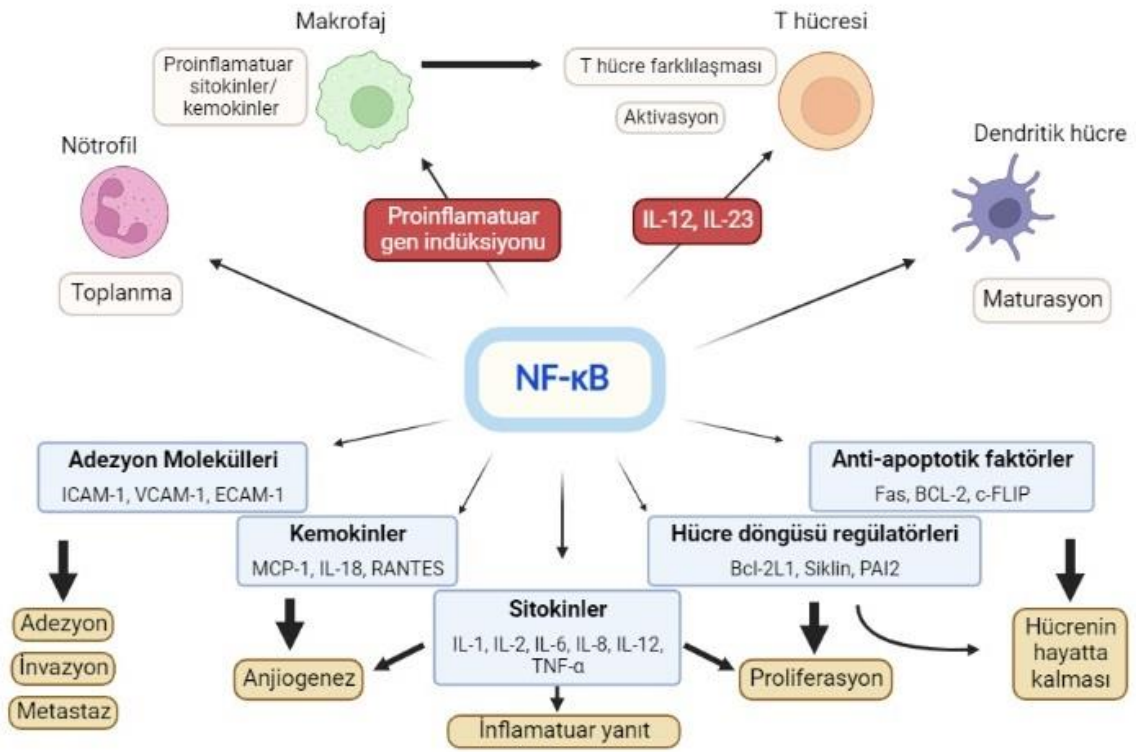 Makrofaj
T hücresi
Proinflamatuar
sitokinler/
kemokinler
T hücre farklılaşması
Aktivasyon
Nötrofil
Dendritik hücre
Proinflamatuar
gen indüksiyonu
IL-12, IL-23
Toplanma
Maturasyon
NF-κB
Adezyon Molekülleri
ICAM-1, VCAM-1, ECAM-1
Anti-apoptotik faktörler
Fas, BCL-2, c-FLIP
Kemokinler
MCP-1, IL-18, RANTES
Hücre döngüsü regülatörleri
Bcl-2L1, Siklin, PAI2
Sitokinler
IL-1, IL-2, IL-6, IL-8, IL-12,
TNF-α
Adezyon
İnvazyon
Metastaz
Anjiogenez
Proliferasyon
Hücrenin
hayatta
kalması
İnflamatuar yanıt